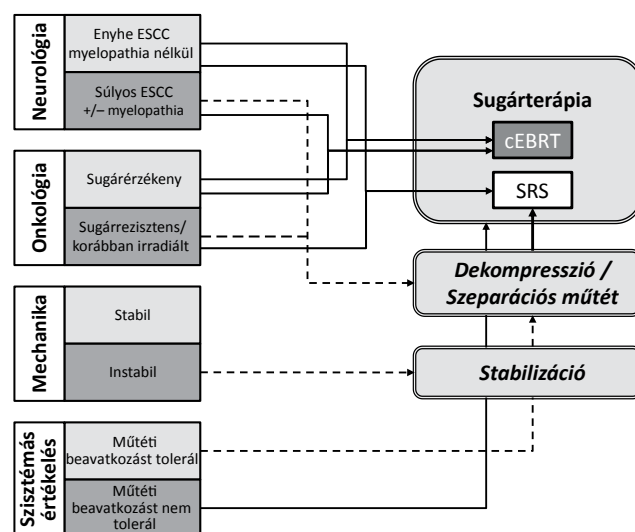 Neurológia
Enyhe ESCC
myelopathia nélkül
Súlyos ESCC
+/– myelopathia
Onkológia
Sugárérzékeny
Sugárrezisztens/
korábban irradiált
Mechanika
Stabil
Instabil
Szisztémás
értékelés
Műtéti
beavatkozást tolerál
Műtéti
beavatkozást nem
tolerál
Sugárterápia
cEBRT
SRS
Dekompresszió /
Szeparációs műtét
Stabilizáció